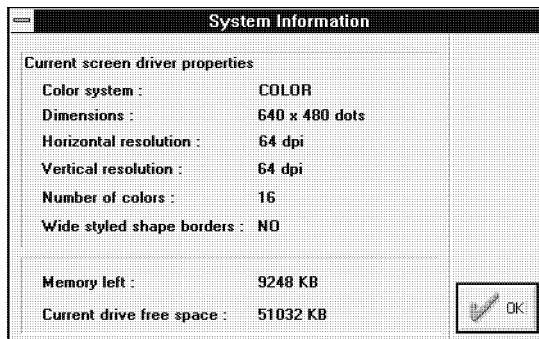 System Information
Current screen driver properties
Color system : COLOR
Dimensions : 640 x 480 dots
Horizontal resolution : 64 dpi
Vertical resolution : 64 dpi
Number of colors : 16
Wide styled shape borders : NO
Memory left : 9248 KB
Current drive free space : 51032 KB
OK